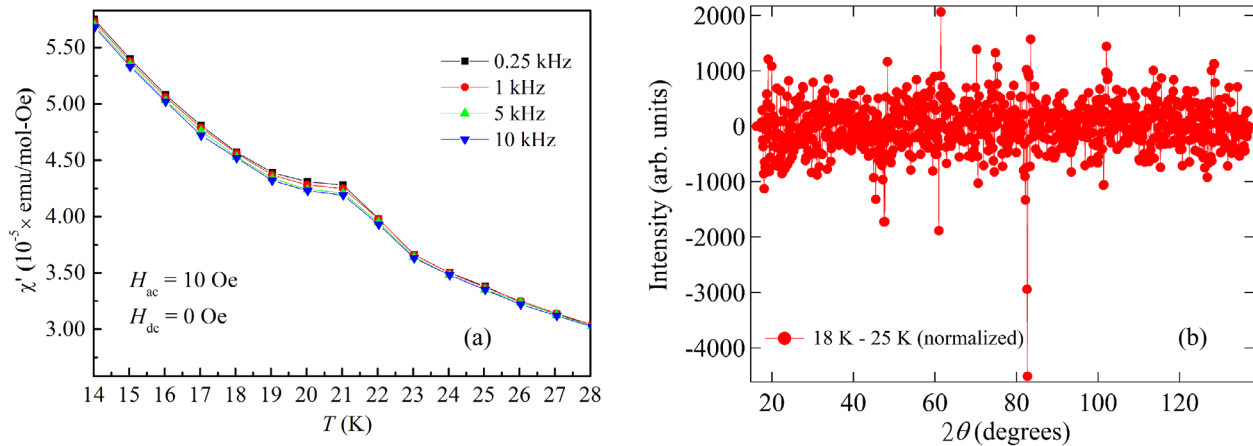 5.50
5.00
4.50
4.00
3.50
3.00
χ' (10⁻⁵× emu/mol-Oe)
0.25 kHz
1 kHz
5 kHz
10 kHz
Hac = 10 Oe
Hdc = 0 Oe
(a)
14 15 16 17 18 19 20 21 22 23 24 25 26 27 28
T (K)
2000
1000
0
-1000
-2000
-3000
-4000
Intensity (arb. units)
18 K - 25 K (normalized)
(b)
20 40 60 80 100 120
2θ (degrees)